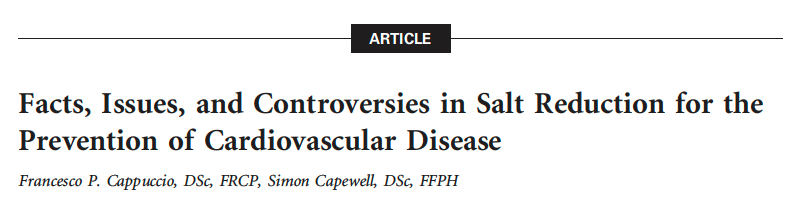 ARTICLE
Facts, Issues, and Controversies in Salt Reduction for the
Prevention of Cardiovascular Disease
Francesco P. Cappuccio, DSc, FRCP, Simon Capewell, DSc, FFPH